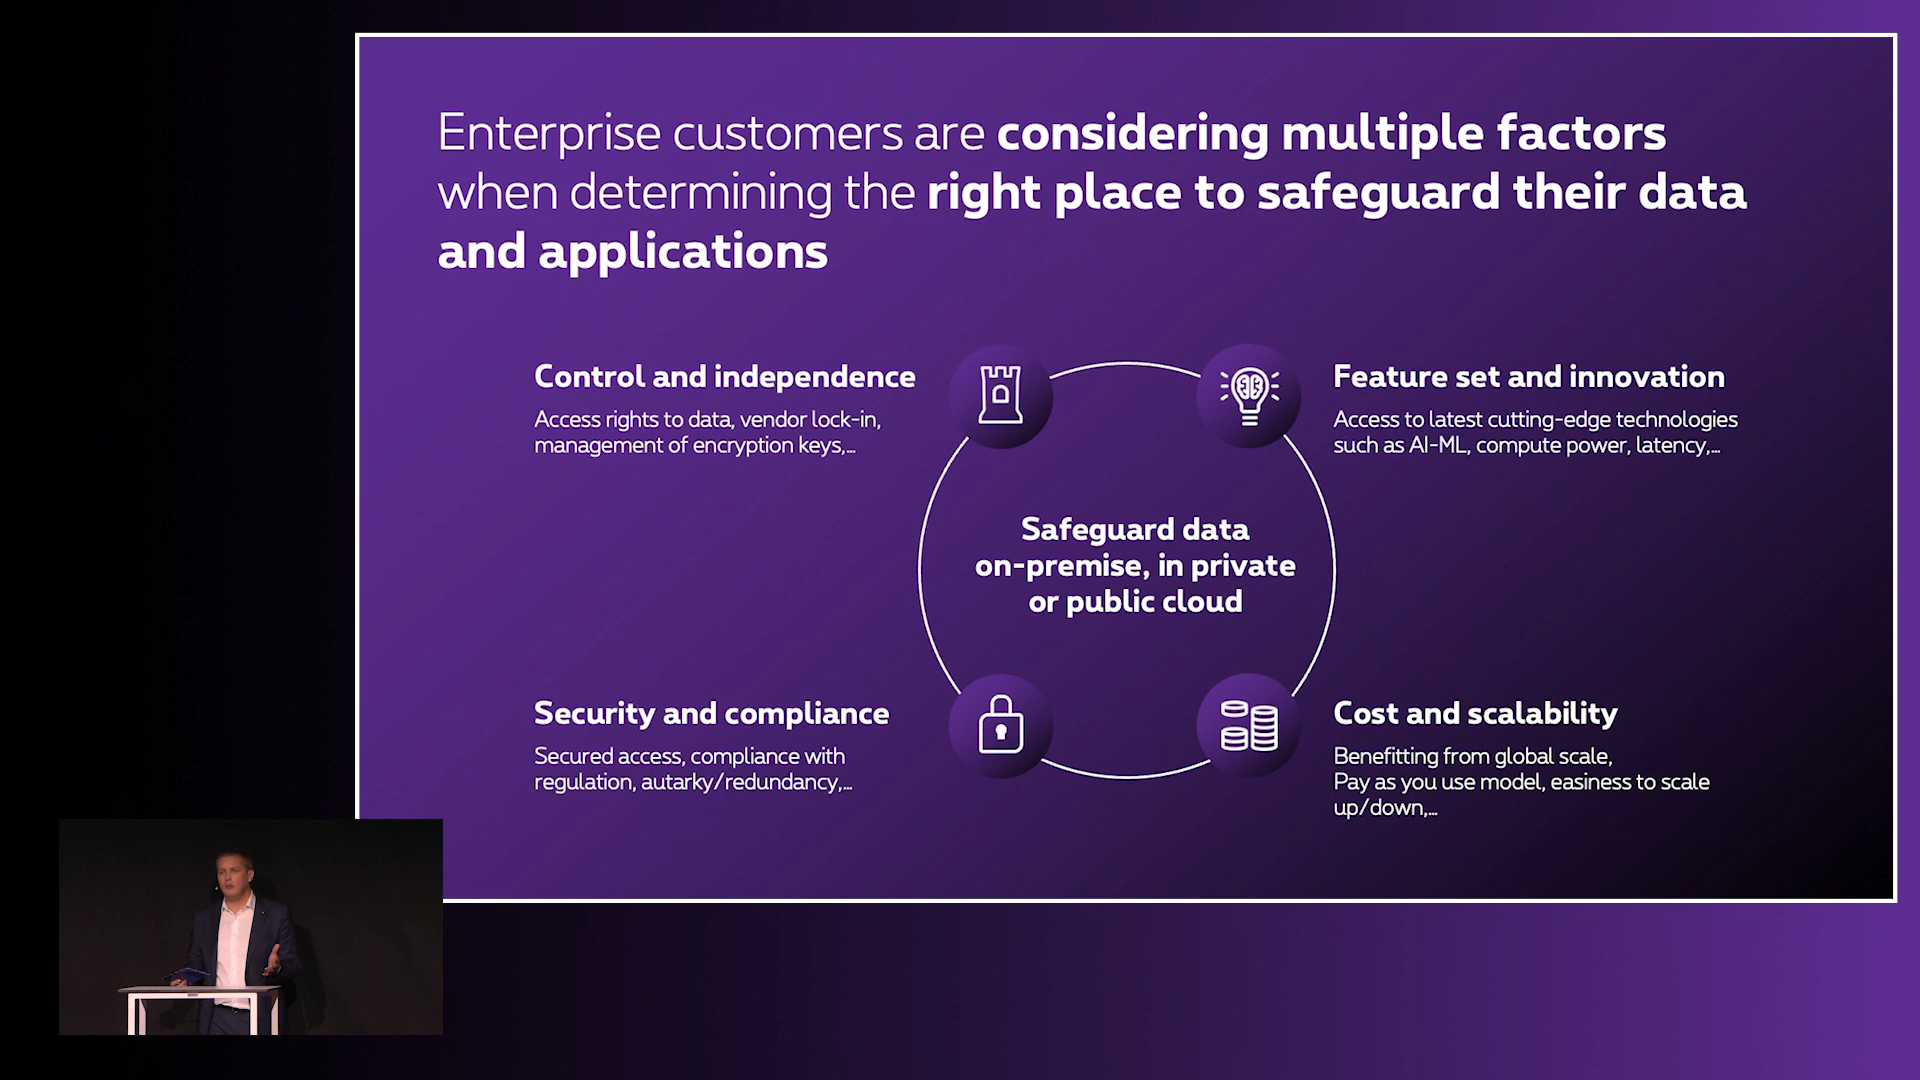 Enterprise customers are considering multiple factors
when determining the right place to safeguard their data
and applications
Control and independence
Access rights to data, vendor lock-in,
management of encryption keys,...
Feature set and innovation
Access to latest cutting-edge technologies
such as AI-ML, compute power, latency,...
Safeguard data
on-premise, in private
or public cloud
Security and compliance
Secured access, compliance with
regulation, autarky/redundancy,...
Cost and scalability
Benefitting from global scale,
Pay as you use model, easiness to scale
up/down,...